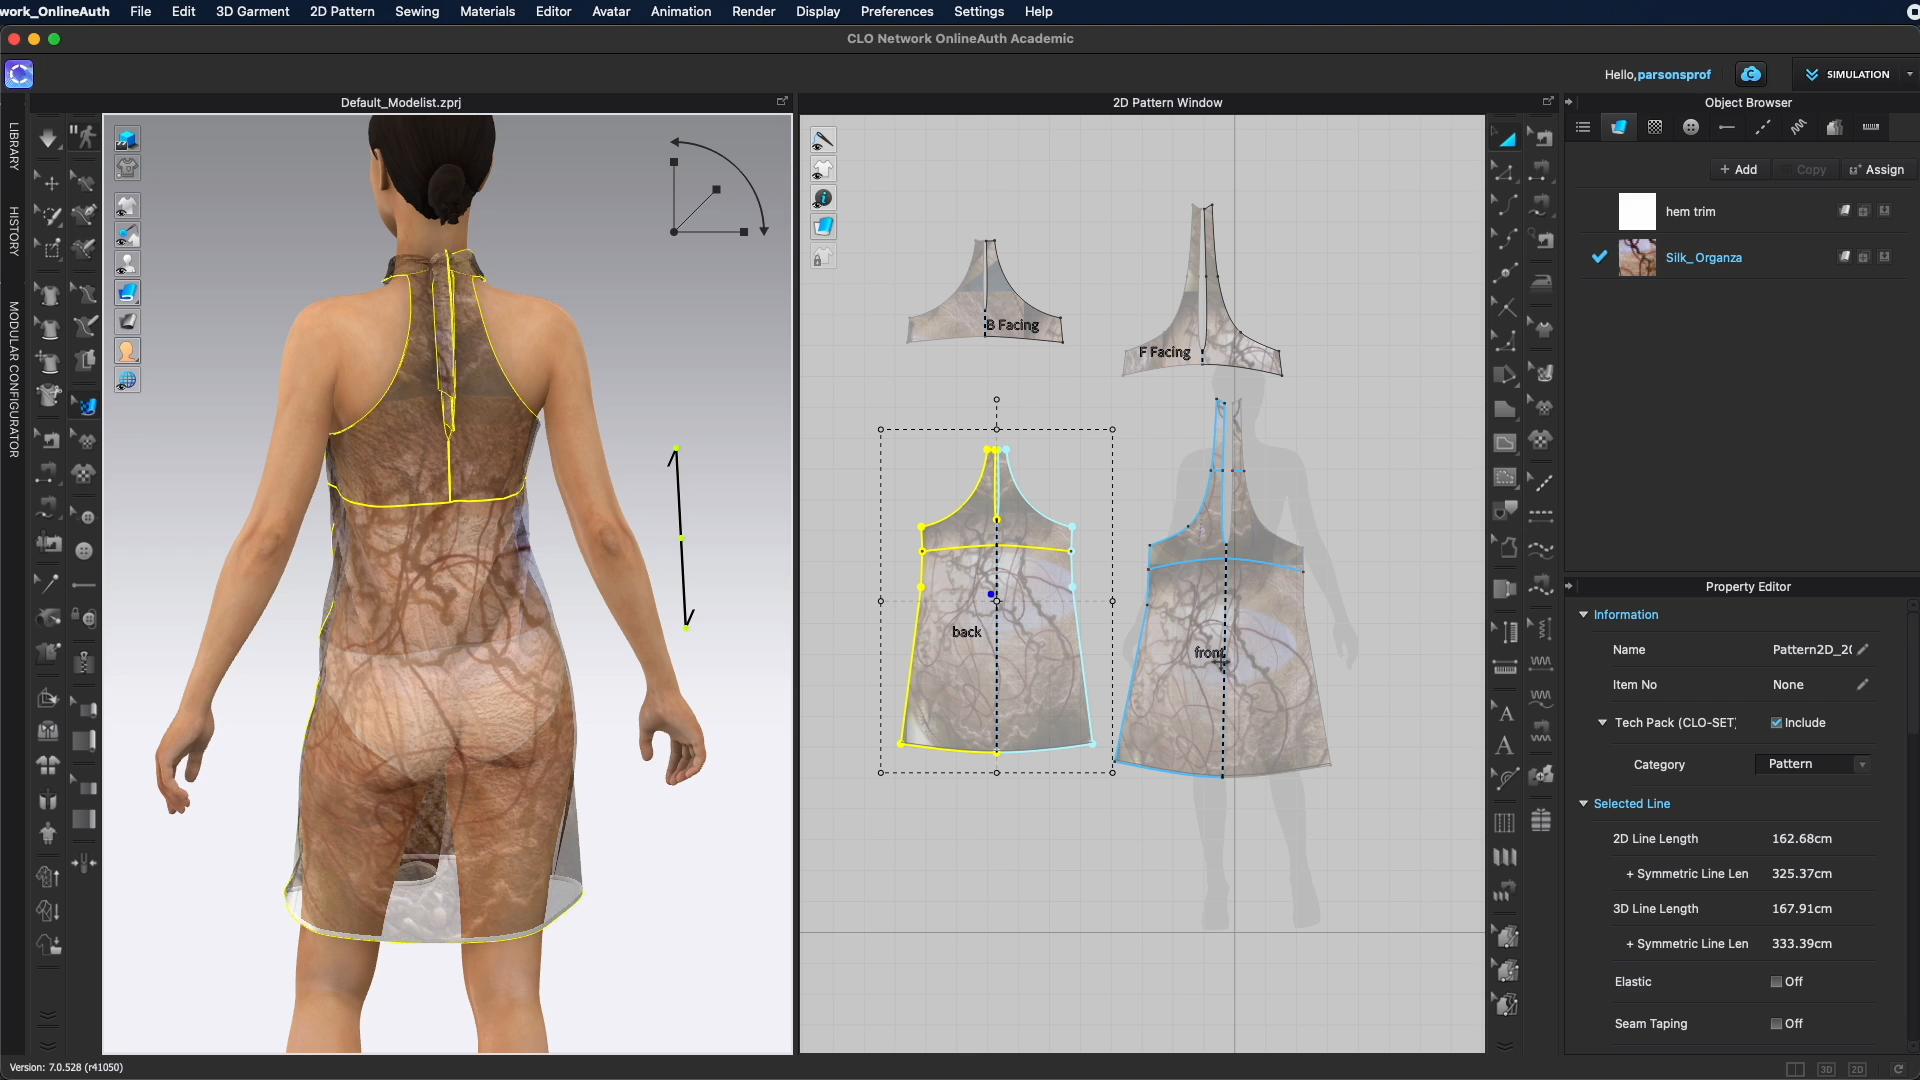 work_OnlineAuth File Edit 3D Garment 2D Pattern Sewing Materials Editor Avatar Animation Render Display Preferences Settings Help
CLO Network OnlineAuth Academic
Hello,parsonsprof
SIMULATION
Default_Modelist.zprj
2D Pattern Window
Object Browser
LIBRARY
HISTORY
MODULAR CONFIGURATOR
+ Add
Copy
Assign
hem trim
Silk_Organza
B Facing
F Facing
back
front
Property Editor
Information
Name Pattern2D_20
Item No None
Tech Pack (CLO-SET) Include
Category Pattern
Selected Line
2D Line Length 162.68cm
+ Symmetric Line Len 325.37cm
3D Line Length 167.91cm
+ Symmetric Line Len 333.39cm
Elastic Off
Seam Taping Off
Version: 7.0.528 (r41050)
3D 2D